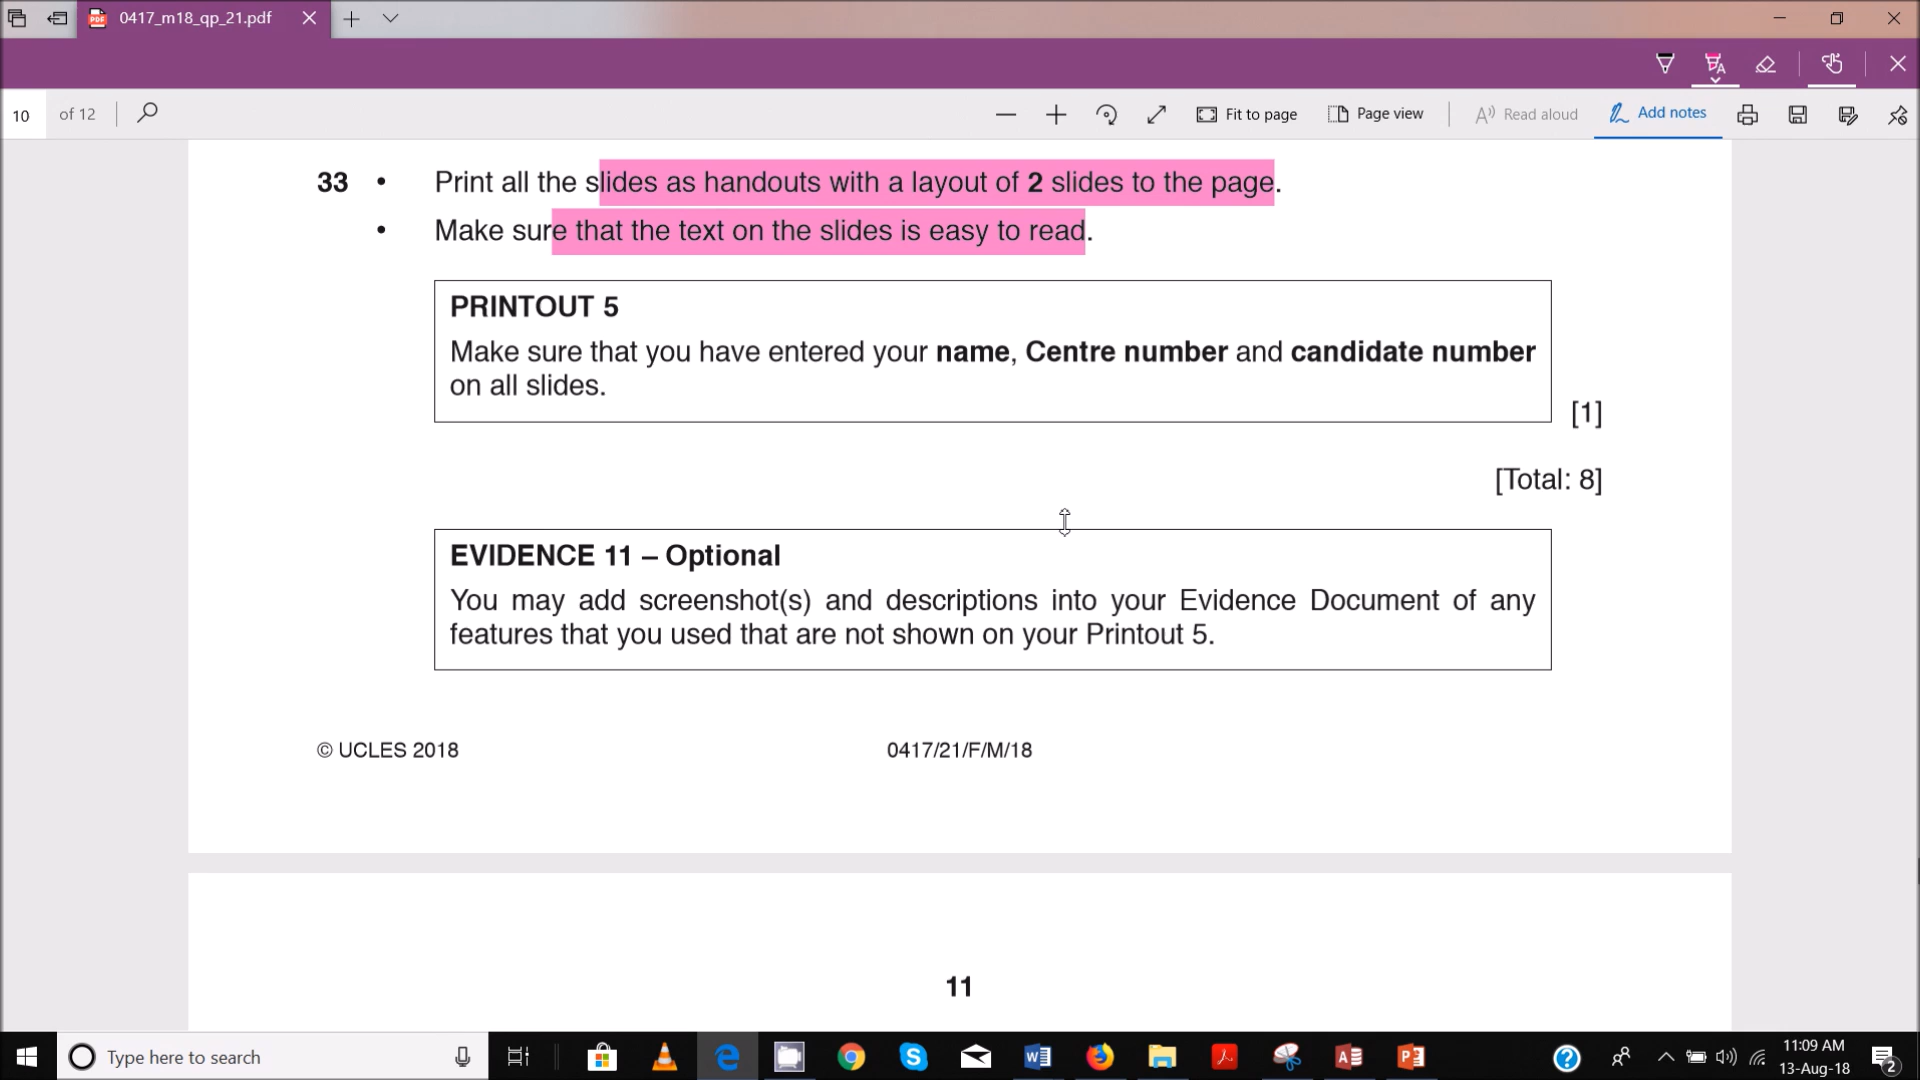 0417_m18_qp_21.pdf
10 of 12
Fit to page
Page view
Read aloud
Add notes
33 • Print all the slides as handouts with a layout of 2 slides to the page.
• Make sure that the text on the slides is easy to read.
PRINTOUT 5
Make sure that you have entered your name, Centre number and candidate number
on all slides.
[1]
[Total: 8]
EVIDENCE 11 – Optional
You may add screenshot(s) and descriptions into your Evidence Document of any
features that you used that are not shown on your Printout 5.
© UCLES 2018
0417/21/F/M/18
11
Type here to search
11:09 AM
13-Aug-18
2